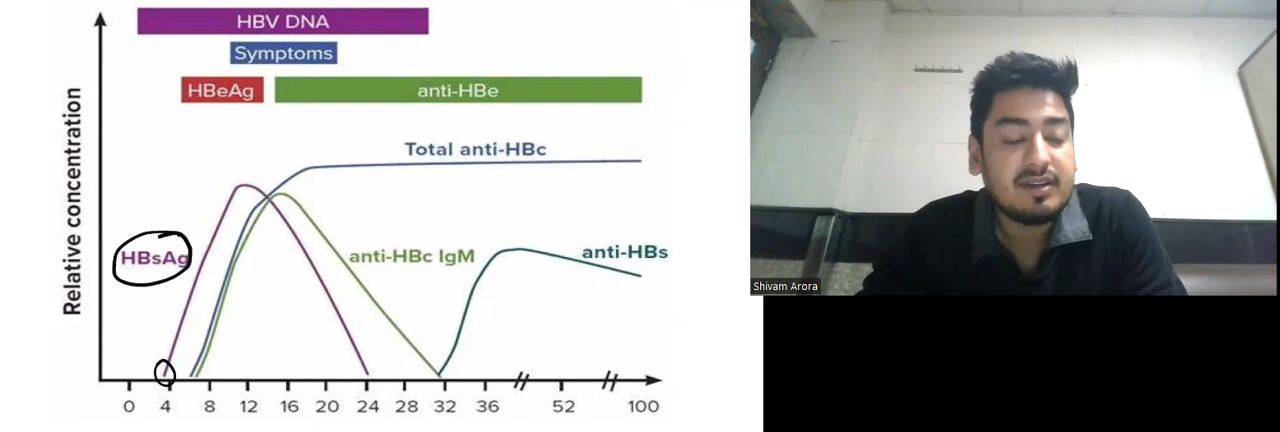 HBV DNA
Symptoms
HBeAg
anti-HBe
Relative concentration
Total anti-HBc
HBsAg
anti-HBc IgM
anti-HBs
0 4 8 12 16 20 24 28 32 36 52 100
Shivam Arora